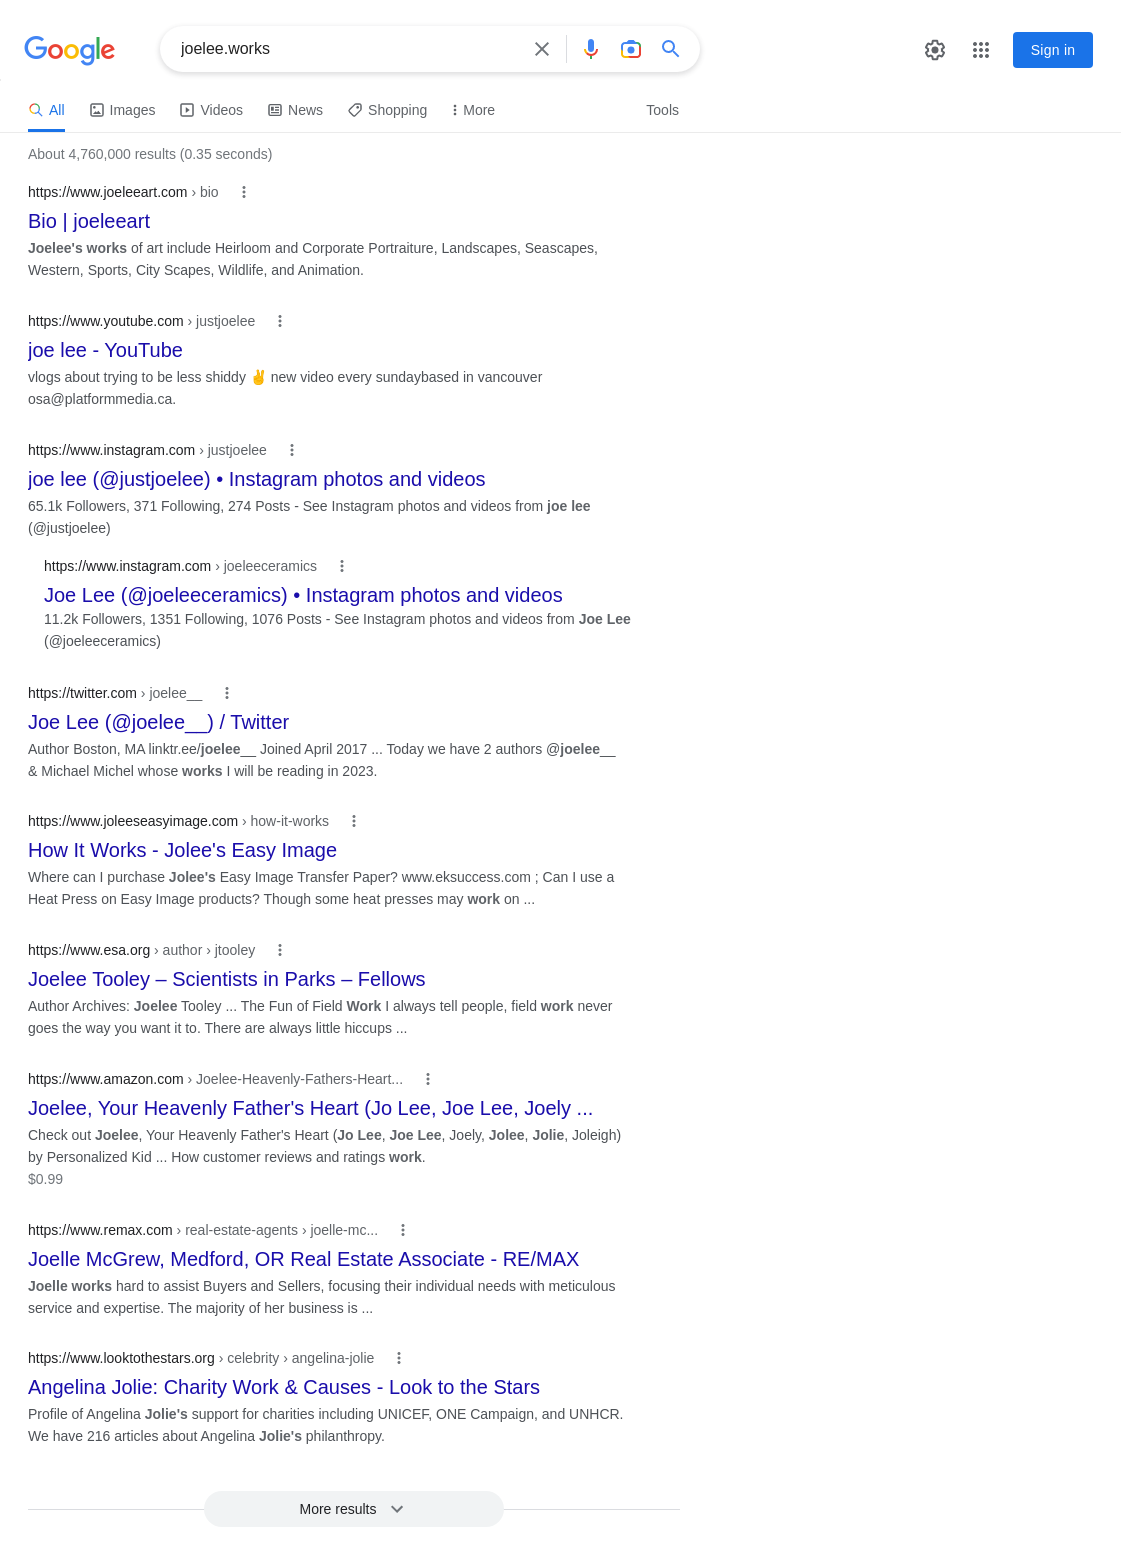 Google
joelee.works
Sign in
All Images Videos News Shopping More Tools
About 4,760,000 results (0.35 seconds)
https://www.joeleeart.com › bio
Bio | joeleeart
Joelee's works of art include Heirloom and Corporate Portraiture, Landscapes, Seascapes,
Western, Sports, City Scapes, Wildlife, and Animation.
https://www.youtube.com › justjoelee
joe lee - YouTube
vlogs about trying to be less shiddy ✌️ new video every sundaybased in vancouver
osa@platformmedia.ca.
https://www.instagram.com › justjoelee
joe lee (@justjoelee) • Instagram photos and videos
65.1k Followers, 371 Following, 274 Posts - See Instagram photos and videos from joe lee
(@justjoelee)
https://www.instagram.com › joeleeceramics
Joe Lee (@joeleeceramics) • Instagram photos and videos
11.2k Followers, 1351 Following, 1076 Posts - See Instagram photos and videos from Joe Lee
(@joeleeceramics)
https://twitter.com › joelee__
Joe Lee (@joelee__) / Twitter
Author Boston, MA linktr.ee/joelee__ Joined April 2017 ... Today we have 2 authors @joelee__
& Michael Michel whose works I will be reading in 2023.
https://www.joleeseasyimage.com › how-it-works
How It Works - Jolee's Easy Image
Where can I purchase Jolee's Easy Image Transfer Paper? www.eksuccess.com ; Can I use a
Heat Press on Easy Image products? Though some heat presses may work on ...
https://www.esa.org › author › jtooley
Joelee Tooley – Scientists in Parks – Fellows
Author Archives: Joelee Tooley ... The Fun of Field Work I always tell people, field work never
goes the way you want it to. There are always little hiccups ...
https://www.amazon.com › Joelee-Heavenly-Fathers-Heart...
Joelee, Your Heavenly Father's Heart (Jo Lee, Joe Lee, Joely ...
Check out Joelee, Your Heavenly Father's Heart (Jo Lee, Joe Lee, Joely, Jolee, Jolie, Joleigh)
by Personalized Kid ... How customer reviews and ratings work.
$0.99
https://www.remax.com › real-estate-agents › joelle-mc...
Joelle McGrew, Medford, OR Real Estate Associate - RE/MAX
Joelle works hard to assist Buyers and Sellers, focusing their individual needs with meticulous
service and expertise. The majority of her business is ...
https://www.looktothestars.org › celebrity › angelina-jolie
Angelina Jolie: Charity Work & Causes - Look to the Stars
Profile of Angelina Jolie's support for charities including UNICEF, ONE Campaign, and UNHCR.
We have 216 articles about Angelina Jolie's philanthropy.
More results